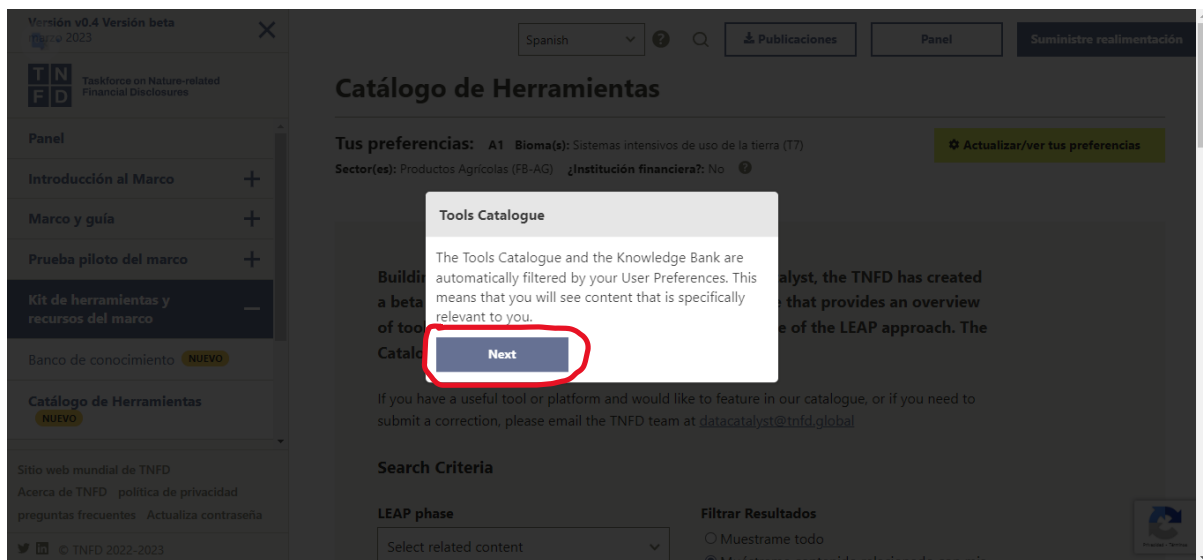 Versión v0.4 Versión beta
marzo 2023
Spanish
Publicaciones
Panel
Suministre realimentación
T N
F D
Taskforce on Nature-related
Financial Disclosures
Catálogo de Herramientas
Panel
Introducción al Marco
Marco y guía
Prueba piloto del marco
Kit de herramientas y
recursos del marco
Banco de conocimiento NUEVO
Catálogo de Herramientas
NUEVO
Sitio web mundial de TNFD
Acerca de TNFD politica de privacidad
preguntas frecuentes Actualiza contraseña
© TNFD 2022-2023
Tus preferencias: A1 Bioma(s): Sistemas intensivos de uso de la tierra (T7)
Actualizar/ver tus preferencias
Sector(es): Productos Agrícolas (FB-AG) ¿Institución financiera?: No
Tools Catalogue
The Tools Catalogue and the Knowledge Bank are
automatically filtered by your User Preferences. This
means that you will see content that is specifically
relevant to you.
Next
alyst, the TNFD has created
a beta that provides an overview
of too e of the LEAP approach. The
If you have a useful tool or platform and would like to feature in our catalogue, or if you need to
submit a correction, please email the TNFD team at datacatalyst@tnfd.global
Search Criteria
LEAP phase
Select related content
Filtrar Resultados
Muestrame todo